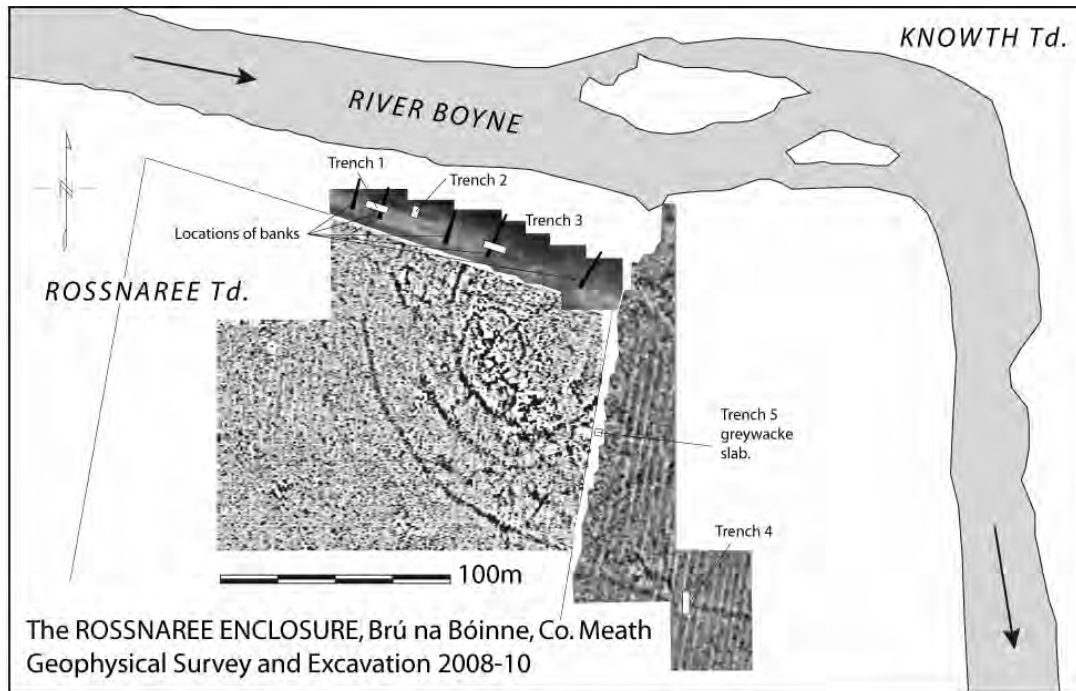 KNOWTH Td.
RIVER BOYNE
Trench 1
Trench 2
Trench 3
Locations of banks
ROSSNAREE Td.
N
Trench 5
greywacke
slab.
Trench 4
100m
The ROSSNAREE ENCLOSURE, Brú na Bóinne, Co. Meath
Geophysical Survey and Excavation 2008-10